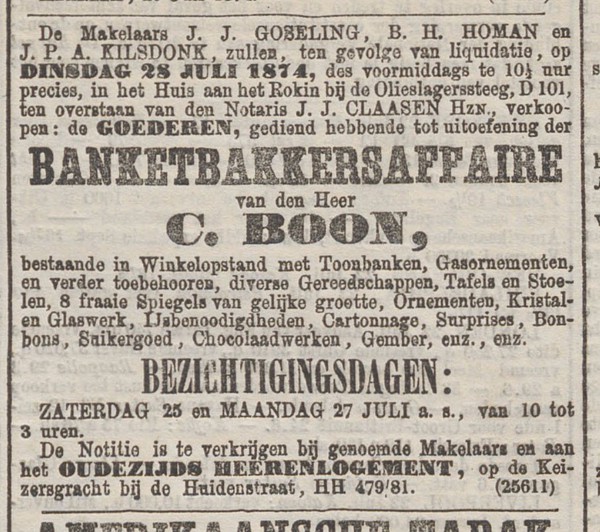 De Makelaars J. J. GOSELING, B. H. HOMAN en
J. P. A. KILSDONK, zullen, ten gevolge van liquidatie, op
DINSDAG 28 JULI 1874, des voormiddags te 10½ uur
precies, in het Huis aan het Rokin bij de Olieslagerssteeg, D 101,
ten overstaan van den Notaris J. J. CLAASEN HZN., verkoo-
pen: de GOEDEREN, gediend hebbende tot uitoefening der
BANKETBAKKERSAFFAIRE
van den Heer
C. BOON,
bestaande in Winkelopstand met Toonbanken, Gasornementen,
en verder toebehooren, diverse Gereedschappen, Tafels en Stoe-
len, 8 fraaie Spiegels van gelijke grootte, Ornementen, Kristal-
en Glaswerk, IJsbenoodigdheden, Cartonnage, Surprises, Bon-
bons, Suikergoed, Chocolaadwerken, Gember, enz., enz.
BEZICHTIGINGSDAGEN:
ZATERDAG 25 en MAANDAG 27 JULI a. s., van 10 tot
3 uren.
De Notitie is te verkrijgen bij genoemde Makelaars en aan
het OUDEZIJDS HEERENLOGEMENT, op de Kei-
zersgracht bij de Huidenstraat, HH 479/81. (25611)